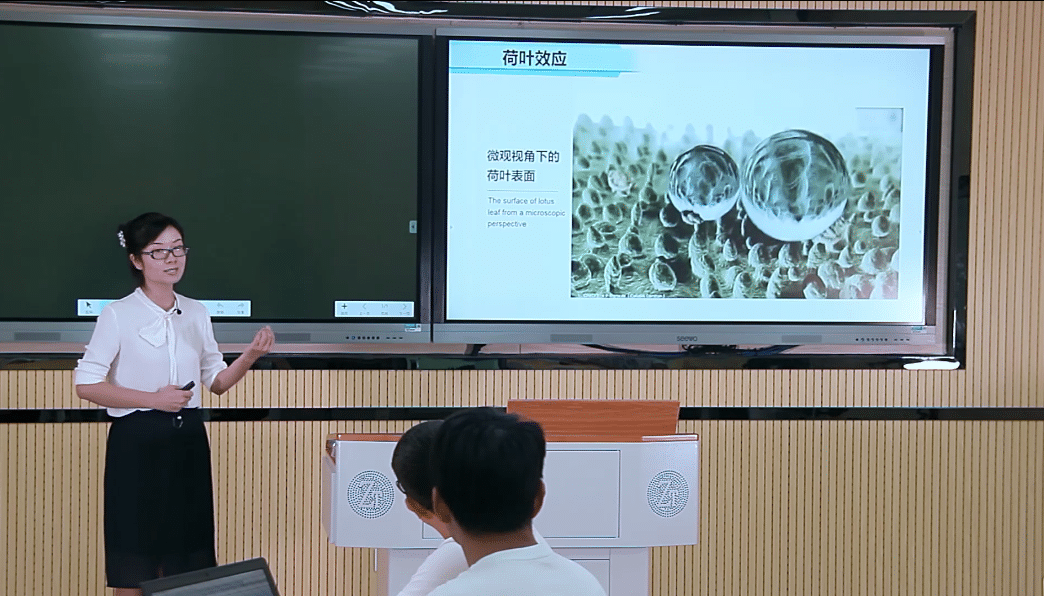 荷叶效应
微观视角下的
荷叶表面
The surface of lotus
leaf from a microscopic
perspective
seewo